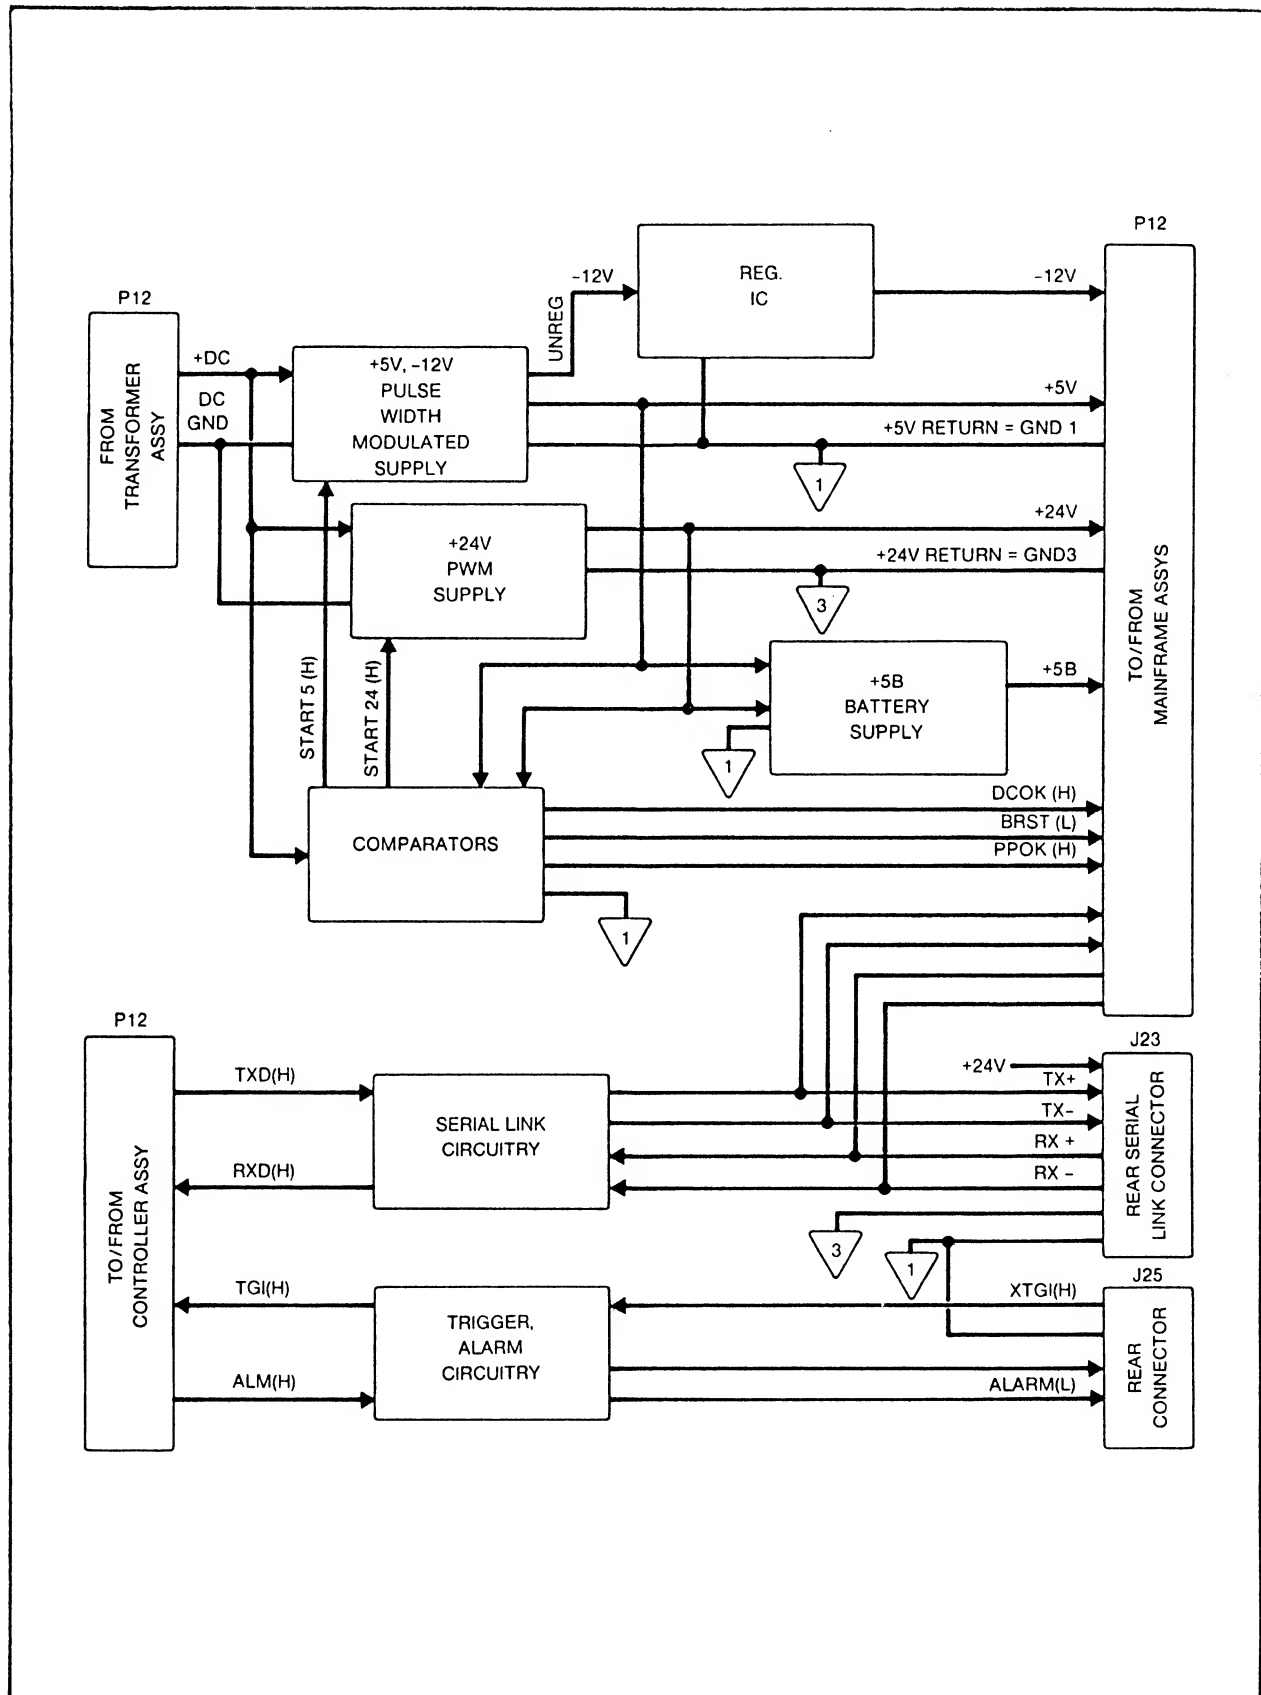 P12
REG.
IC
-12V
-12V
UNREG
P12
+DC
DC
GND
FROM
TRANSFORMER
ASSY
+5V, -12V
PULSE
WIDTH
MODULATED
SUPPLY
+5V
+5V RETURN = GND 1
1
+24V
PWM
SUPPLY
+24V
+24V RETURN = GND3
3
TO/FROM
MAINFRAME ASSYS
START 5 (H)
START 24 (H)
+5B
BATTERY
SUPPLY
+5B
1
COMPARATORS
DCOK (H)
BRST (L)
PPOK (H)
1
P12
TO/FROM
CONTROLLER ASSY
TXD(H)
RXD(H)
SERIAL LINK
CIRCUITRY
J23
+24V
TX+
TX-
RX +
RX -
REAR SERIAL
LINK CONNECTOR
3
1
J25
TGI(H)
ALM(H)
TRIGGER,
ALARM
CIRCUITRY
XTGI(H)
ALARM(L)
REAR
CONNECTOR